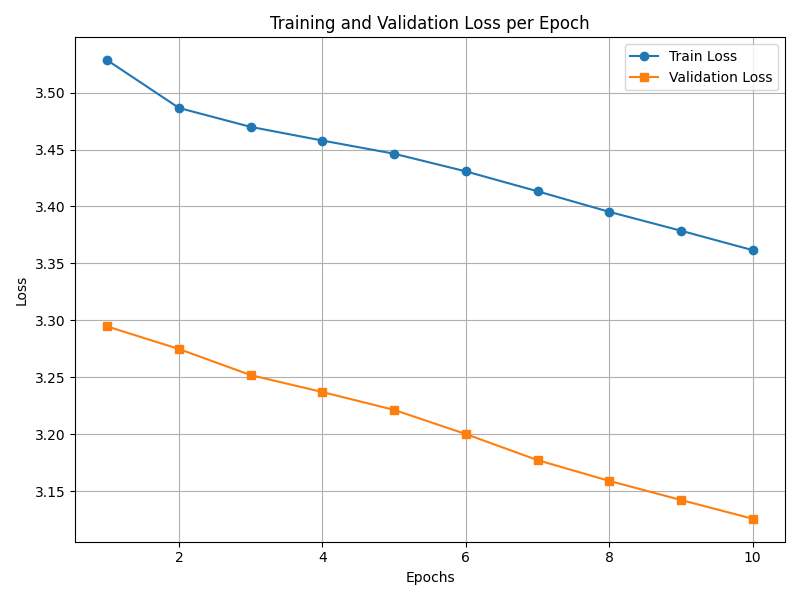 Training and Validation Loss per Epoch
Train Loss
Validation Loss
3.50
3.45
3.40
3.35
3.30
3.25
3.20
3.15
Loss
2 4 6 8 10
Epochs